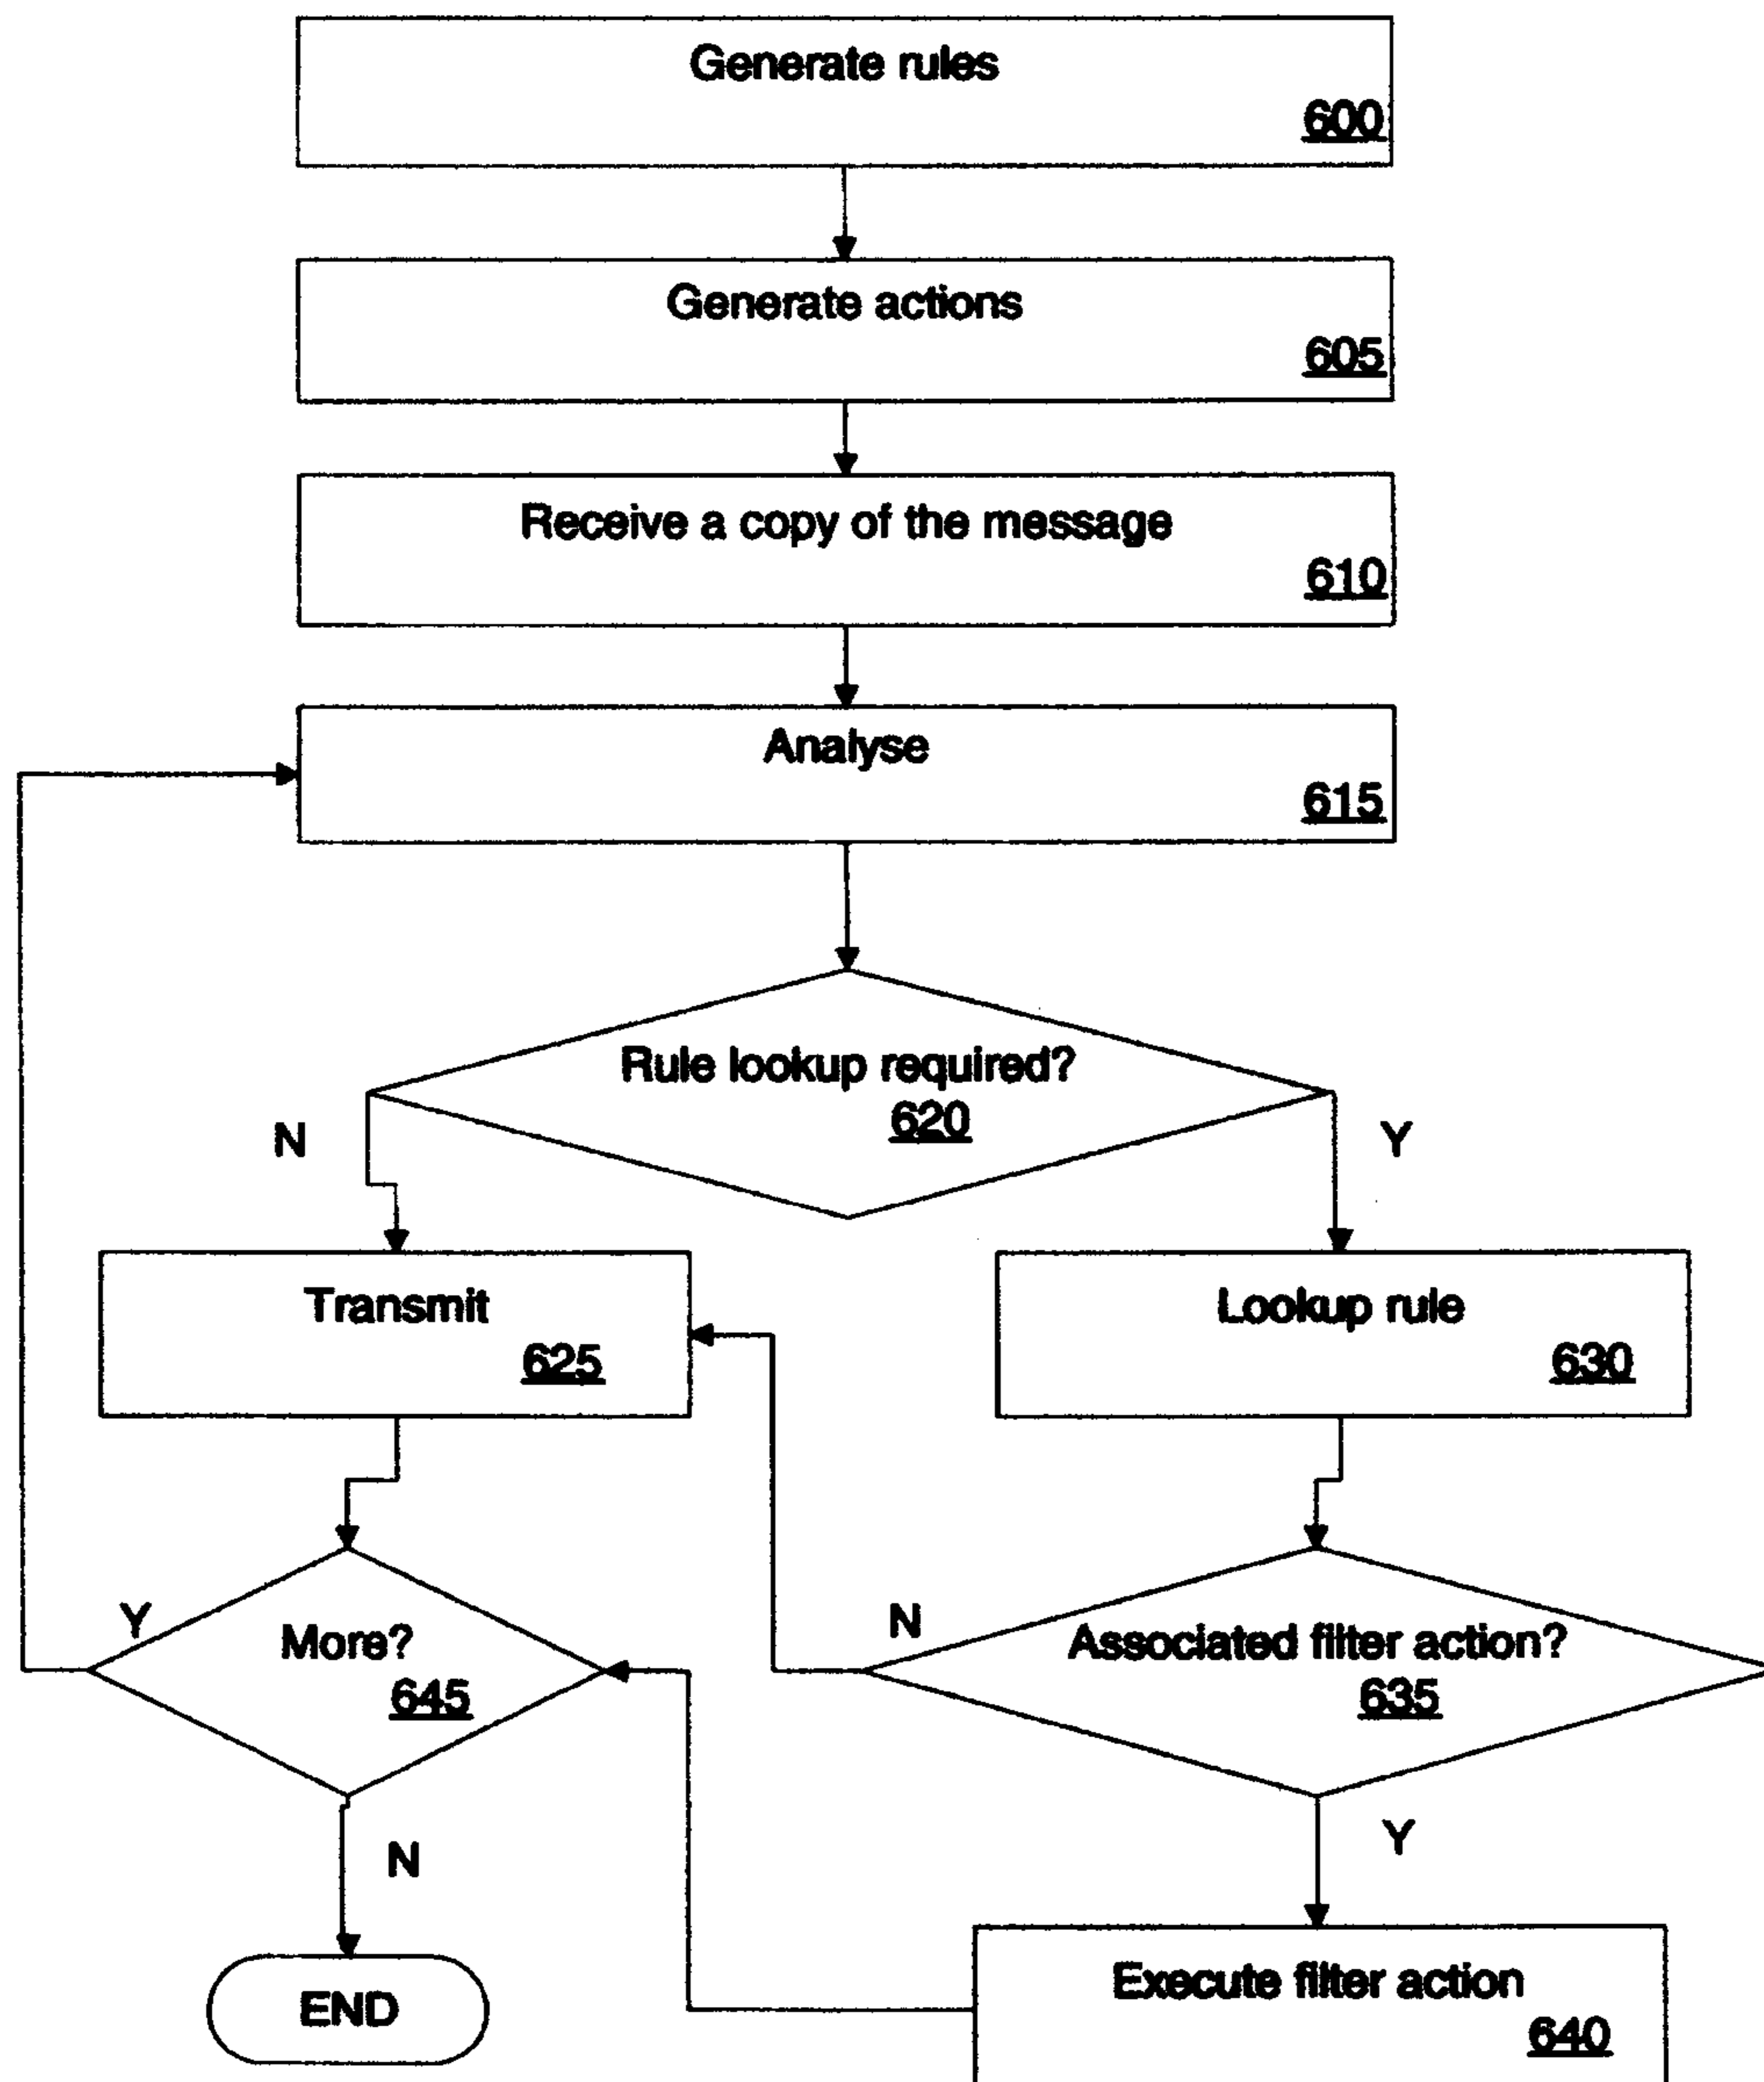 Generate rules
600
Generate actions
605
Receive a copy of the message
610
Analyse
615
Rule lookup required?
620
N
Y
Transmit
625
Lookup rule
630
Y
More?
645
N
Associated filter action?
635
N
Y
END
Execute filter action
640